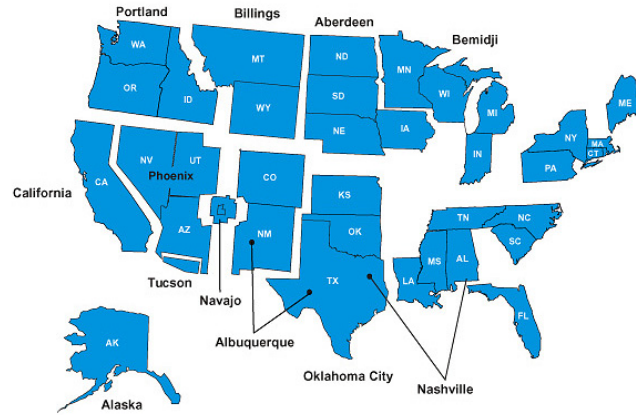 Portland
Billings
Aberdeen
Bemidji
WA
MT
ND
MN
ME
OR
ID
WY
SD
WI
MI
NY
MA
CT
NE
IA
IN
PA
California
CA
NV
UT
Phoenix
CO
KS
AZ
NM
OK
TN
NC
SC
MS
AL
TX
LA
FL
Tucson
Navajo
Albuquerque
AK
Alaska
Oklahoma City
Nashville